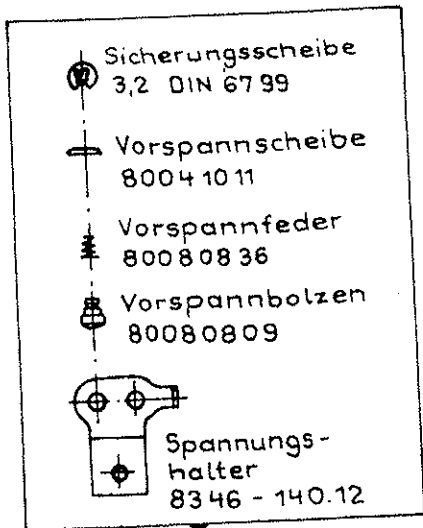 Sicherungsscheibe
3,2 DIN 6799
Vorspannscheibe
80041011
Vorspannfeder
80080836
Vorspannbolzen
80080809
Spannungs-
halter
8346 - 140.12